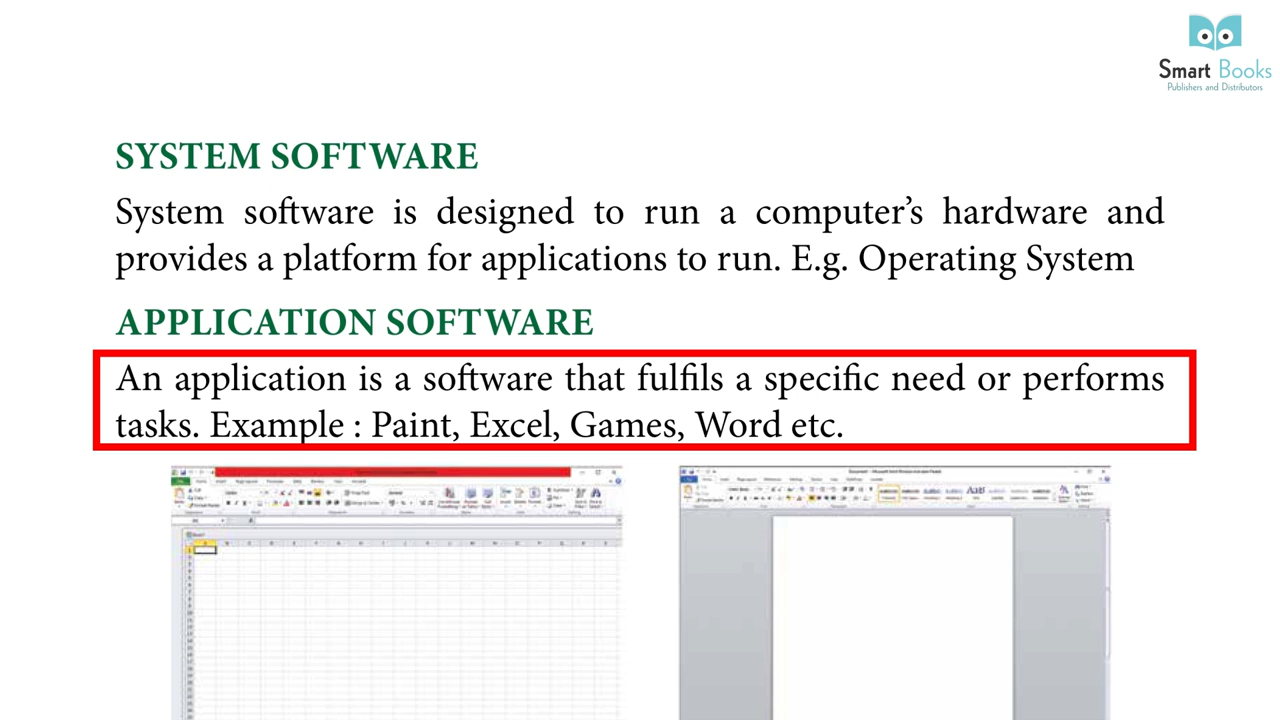 Smart Books
Publishers and Distributors
SYSTEM SOFTWARE
System software is designed to run a computer’s hardware and
provides a platform for applications to run. E.g. Operating System
APPLICATION SOFTWARE
An application is a software that fulfils a specific need or performs
tasks. Example : Paint, Excel, Games, Word etc.